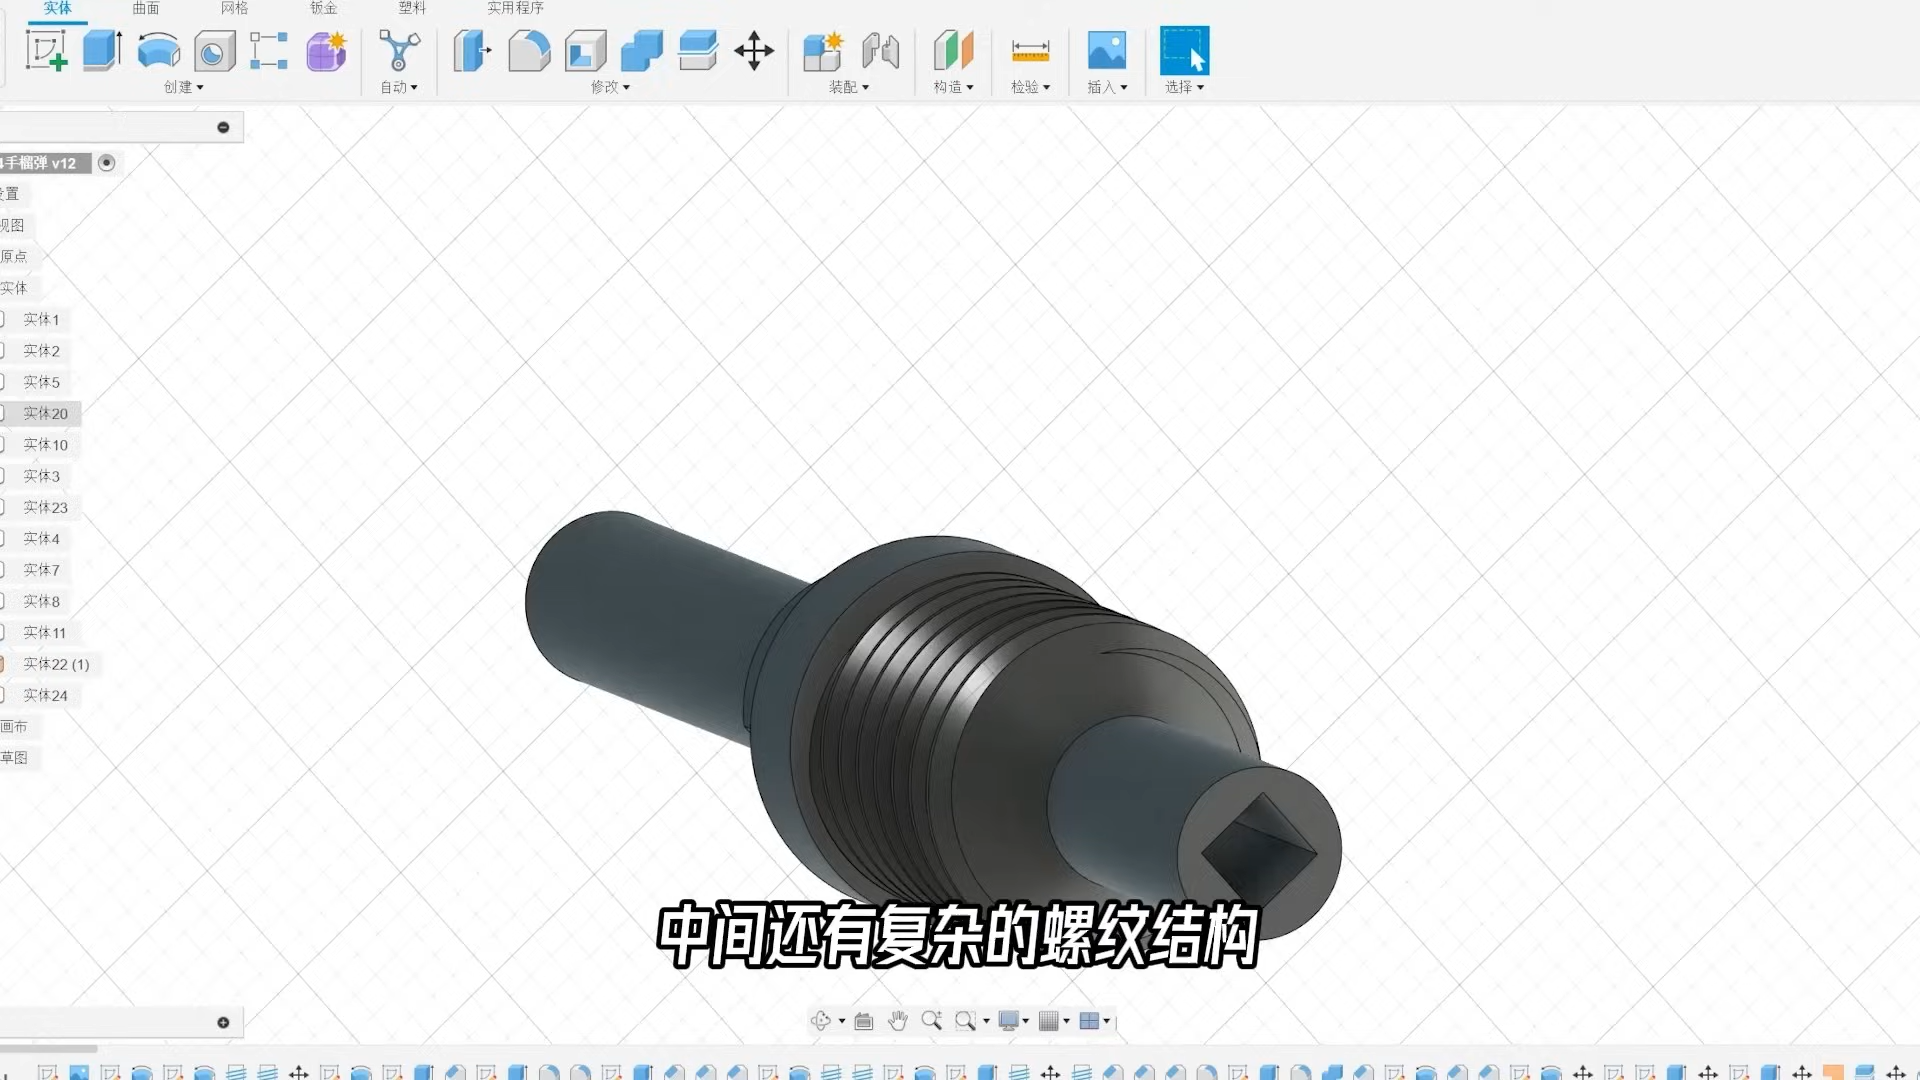 实体 曲面 网格 钣金 塑料 实用程序
创建 自动 修改 装配 构造 检验 插入 选择
手榴弹 v12
设置
视图
原点
实体
实体1
实体2
实体5
实体20
实体10
实体3
实体23
实体4
实体7
实体8
实体11
实体22 (1)
实体24
画布
草图
中间还有复杂的螺纹结构